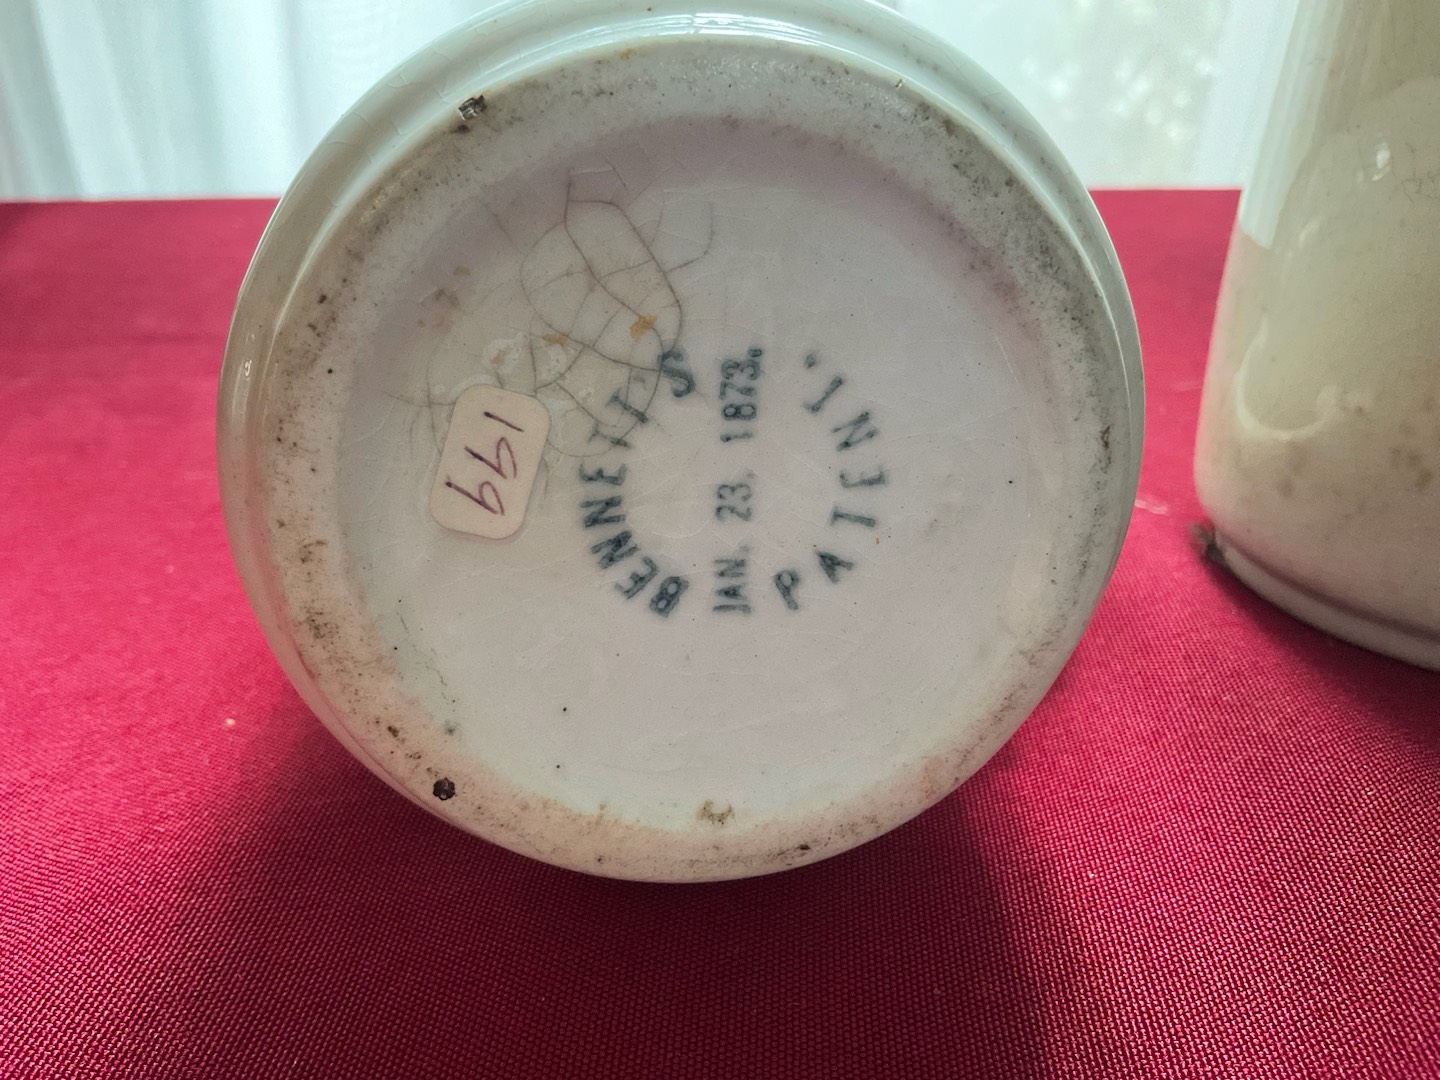 BENNETT'S
JAN. 23. 1873.
PATENT.
199